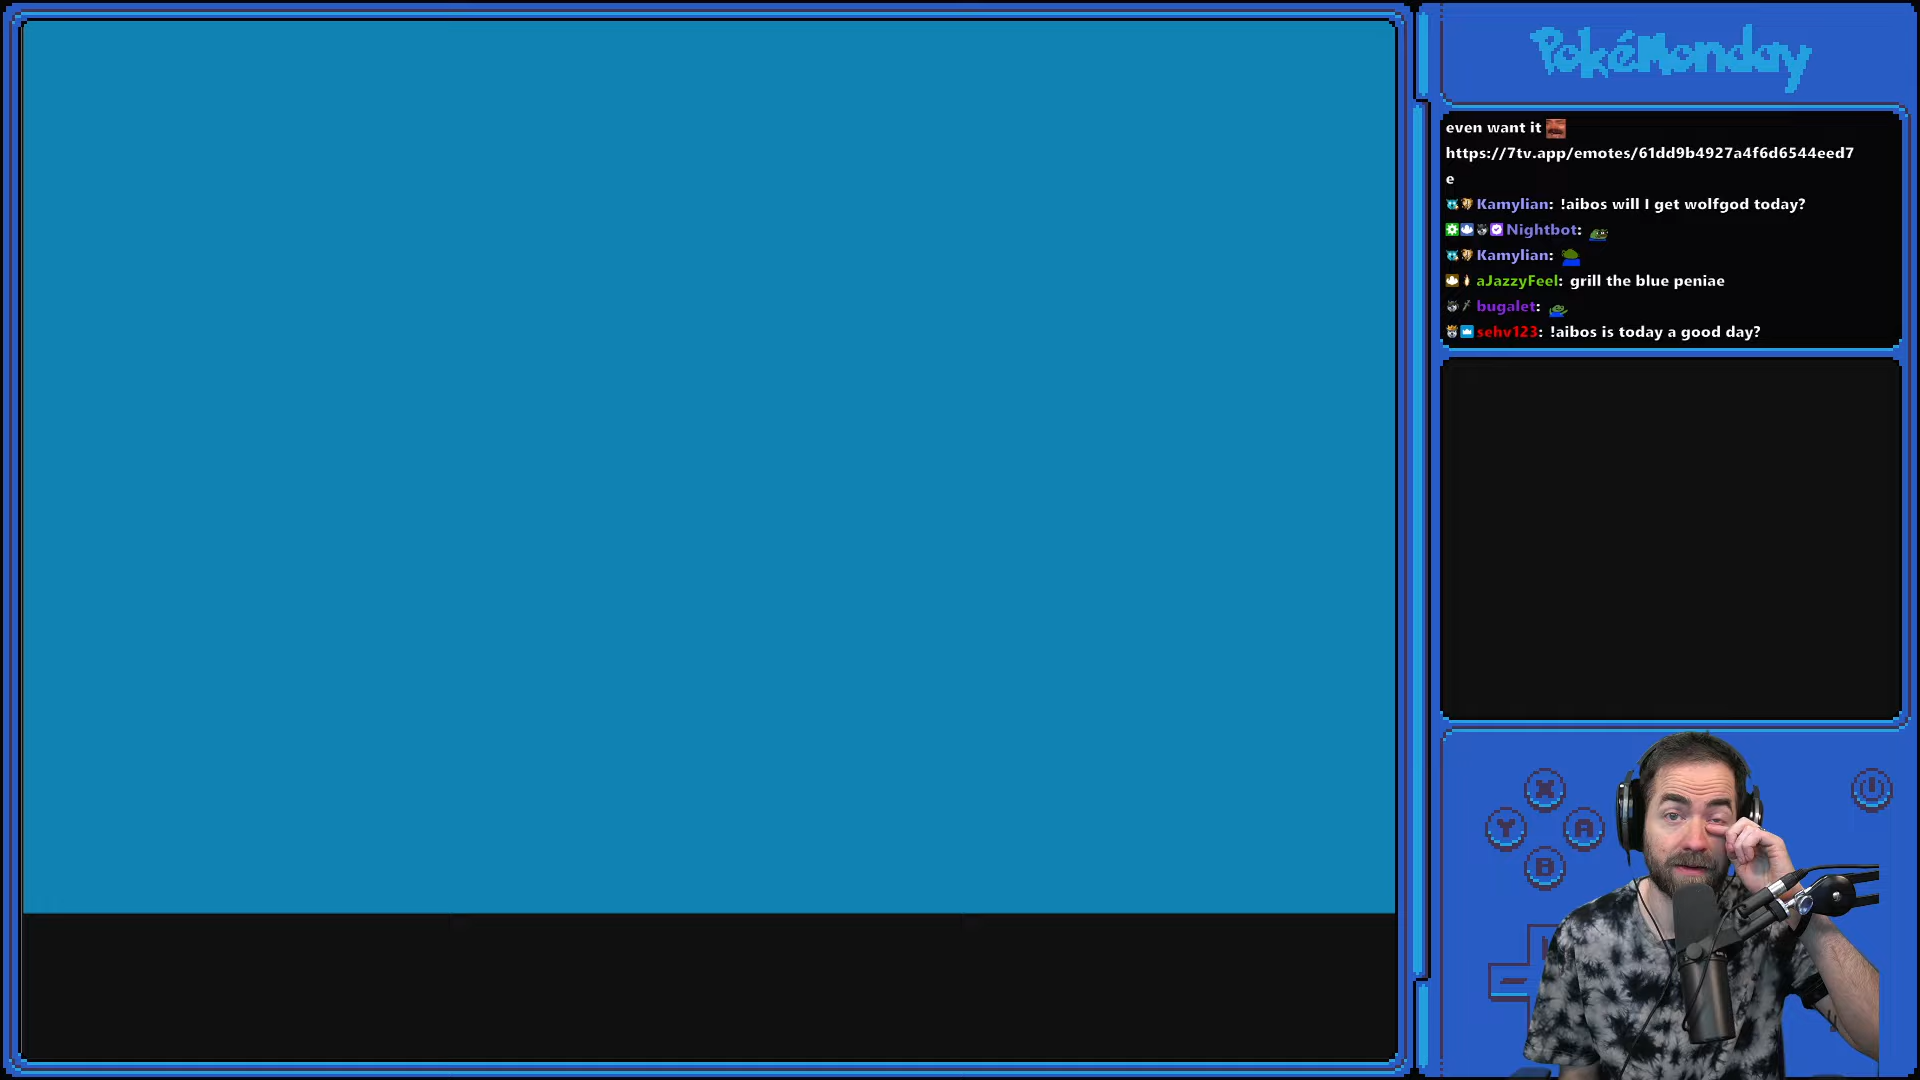 PokéMonday
even want it
https://7tv.app/emotes/61dd9b4927a4f6d6544eed7
e
Kamylian: !aibos will I get wolfgod today?
Nightbot:
Kamylian:
aJazzyFeel: grill the blue peniae
bugalet:
sehv123: !aibos is today a good day?
X
Y A
B